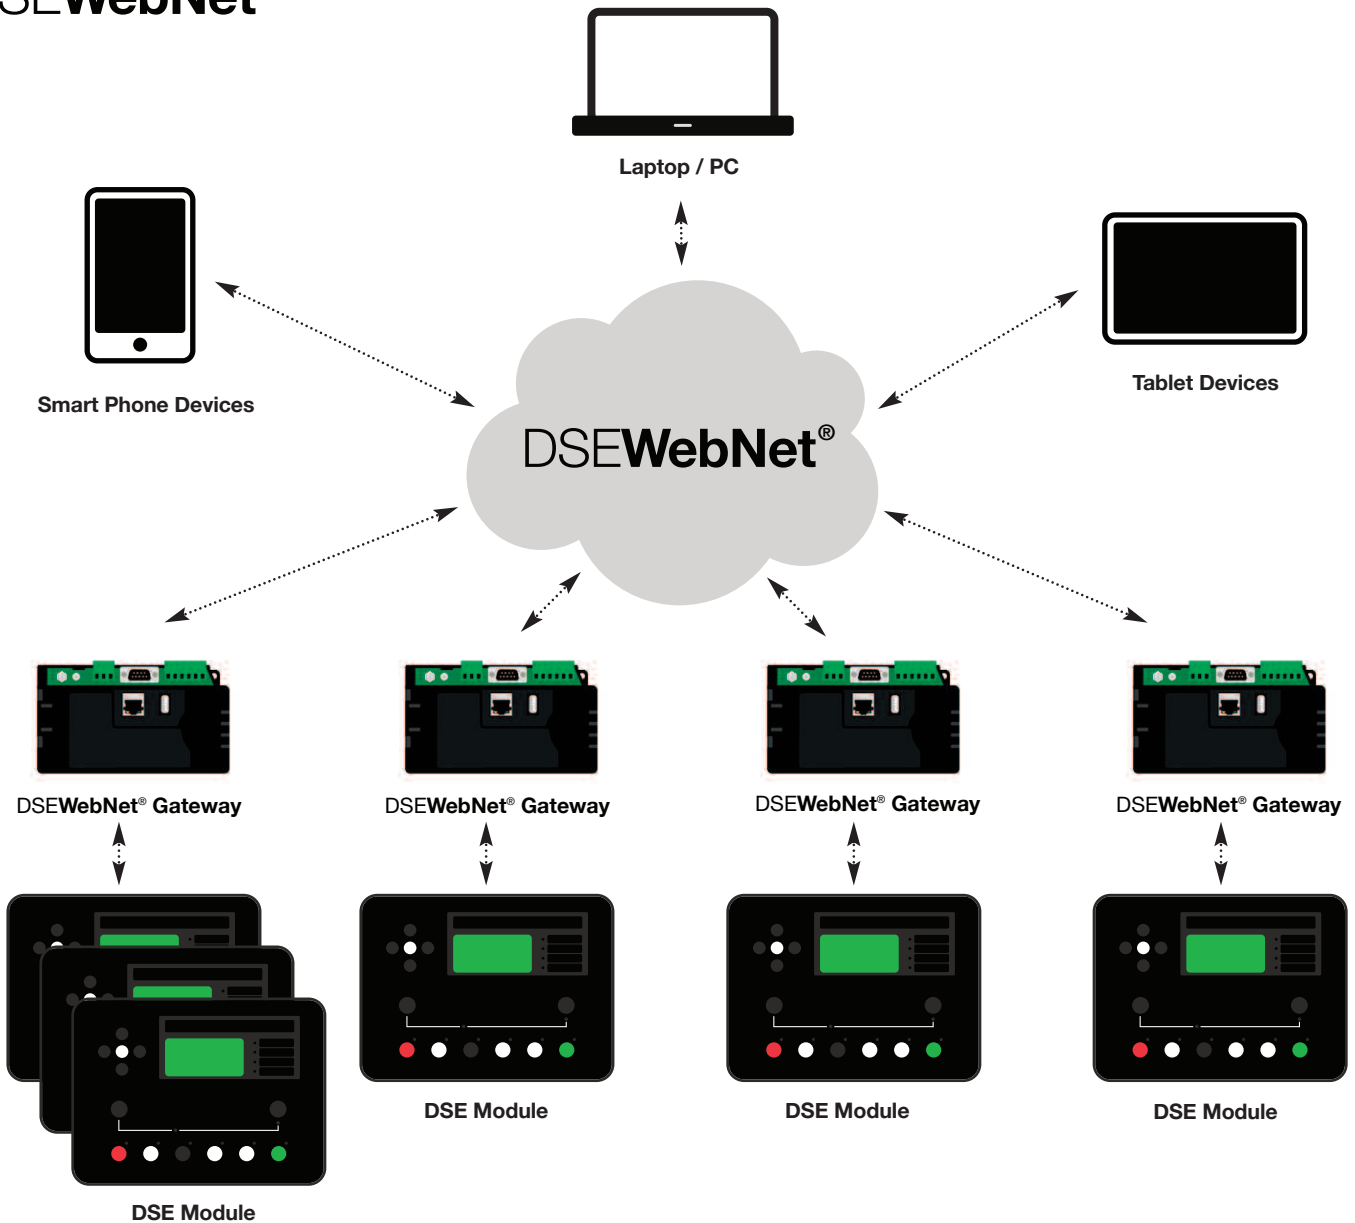 DSEWebNet
Laptop / PC
Smart Phone Devices
Tablet Devices
DSEWebNet®
DSEWebNet® Gateway
DSEWebNet® Gateway
DSEWebNet® Gateway
DSEWebNet® Gateway
DSE Module
DSE Module
DSE Module
DSE Module